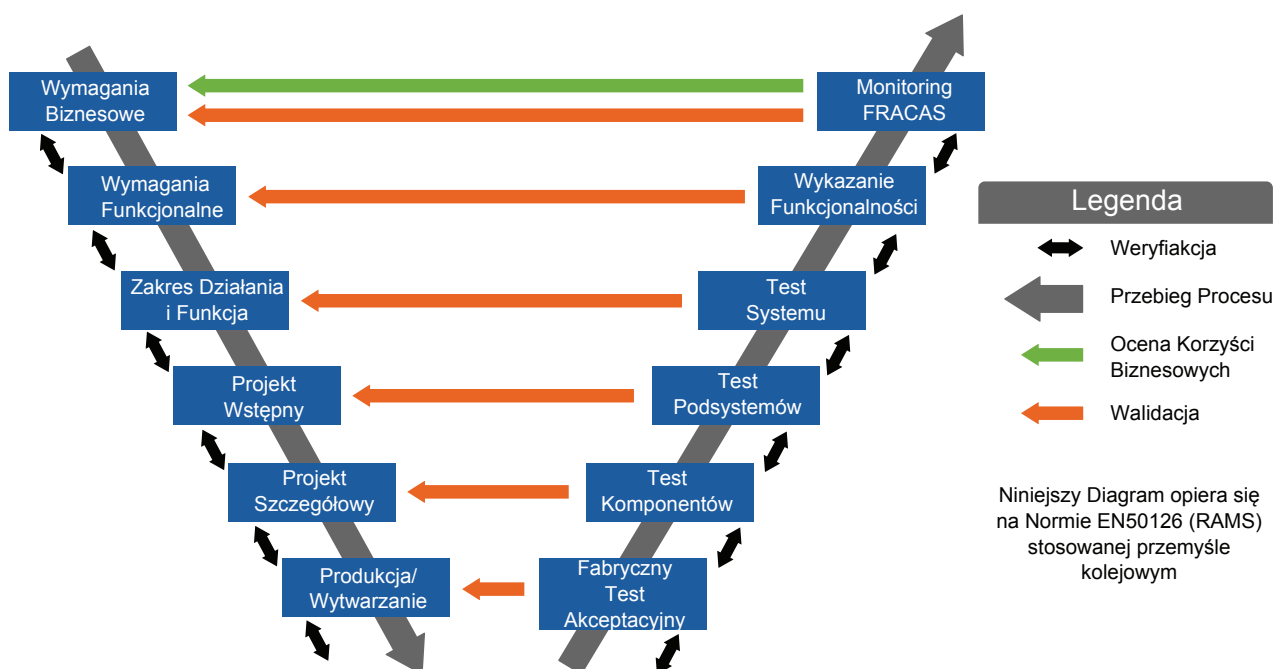 Wymagania
Biznesowe
Monitoring
FRACAS
Wymagania
Funkcjonalne
Wykazanie
Funkcjonalności
Zakres Działania
i Funkcja
Test
Systemu
Projekt
Wstępny
Test
Podsystemów
Projekt
Szczegółowy
Test
Komponentów
Produkcja/
Wytwarzanie
Fabryczny
Test
Akceptacyjny
Legenda
Weryfiakcja
Przebieg Procesu
Ocena Korzyści
Biznesowych
Walidacja
Niniejszy Diagram opiera się
na Normie EN50126 (RAMS)
stosowanej przemyśle
kolejowym